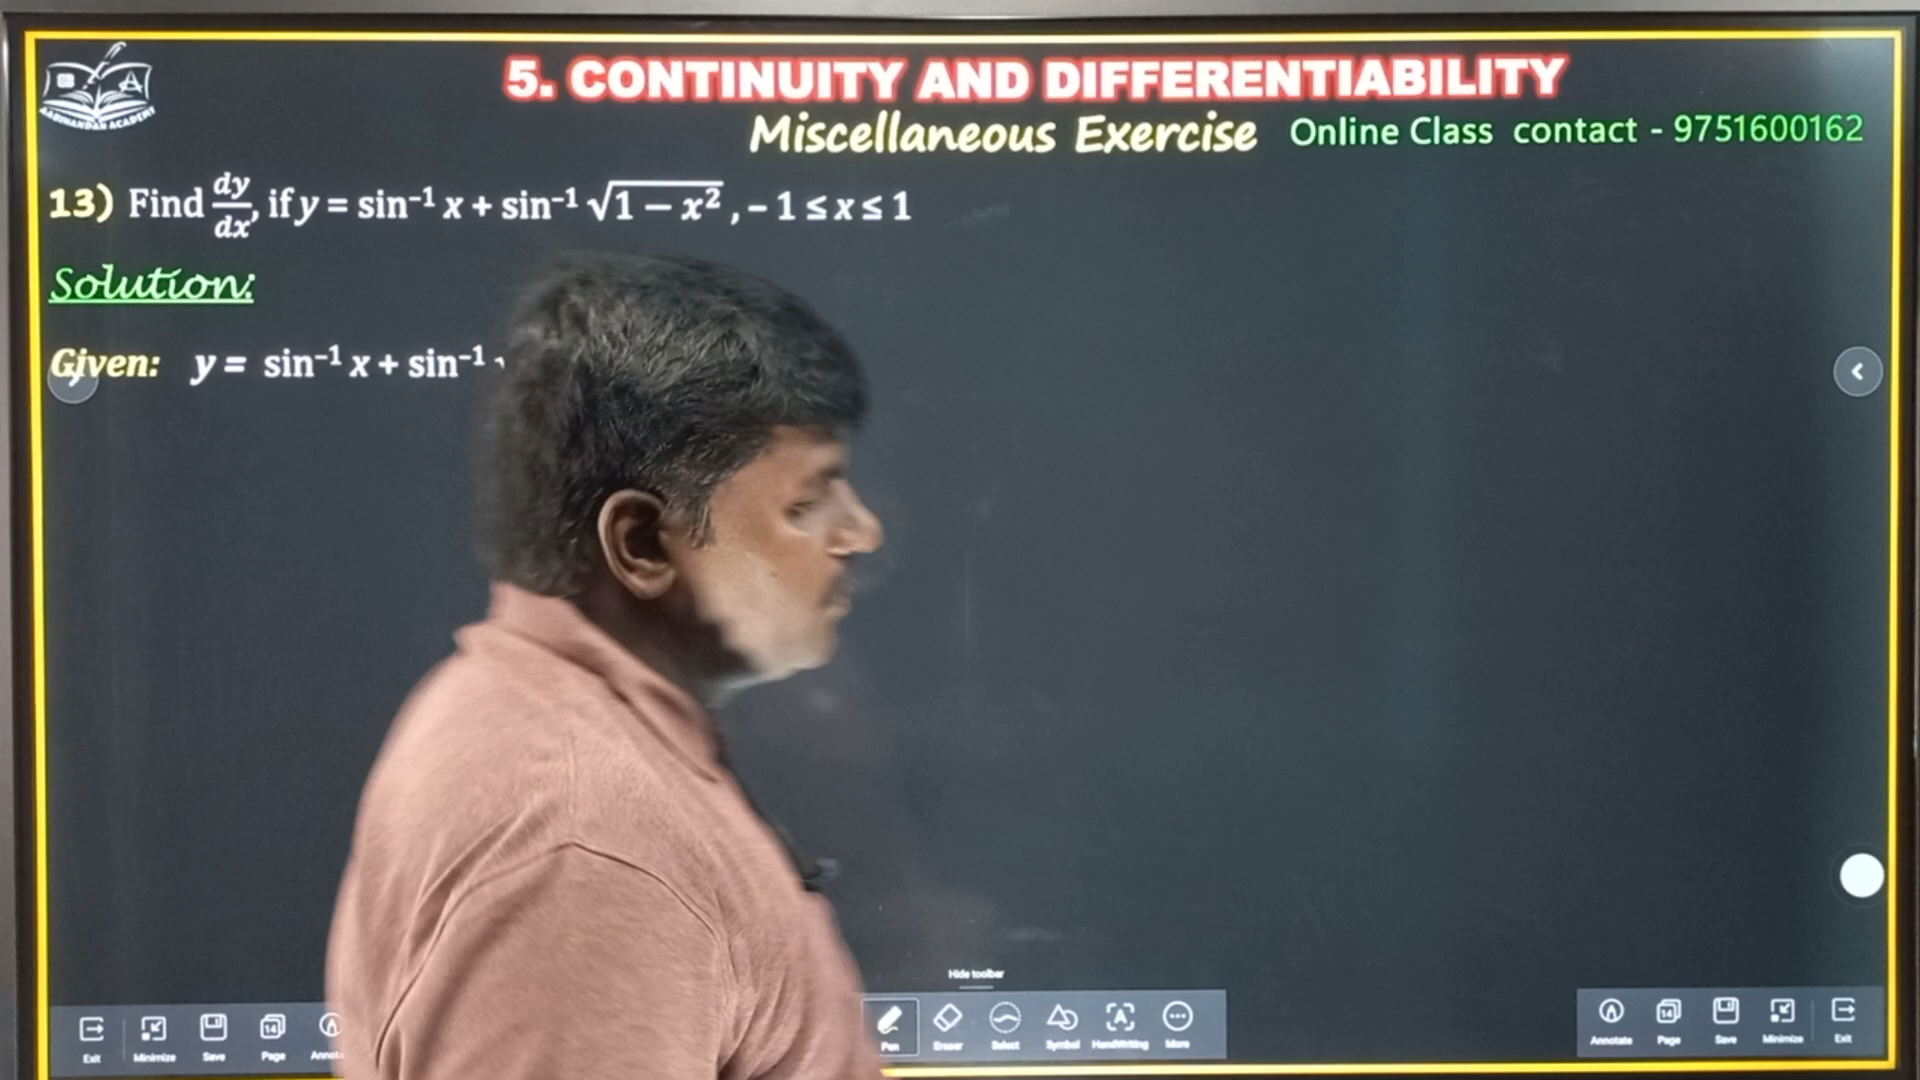 AABINANDAN ACADEMY
5. CONTINUITY AND DIFFERENTIABILITY
Miscellaneous Exercise Online Class contact - 9751600162
13) Find dy/dx, if y = sin⁻¹ x + sin⁻¹ √(1 − x²) , − 1 ≤ x ≤ 1
Solution:
Given: y = sin⁻¹ x + sin⁻¹
Hide toolbar
Exit Minimize Save Page Pen Eraser Select Symbol Handwriting More Annotate Page Save Minimize Exit